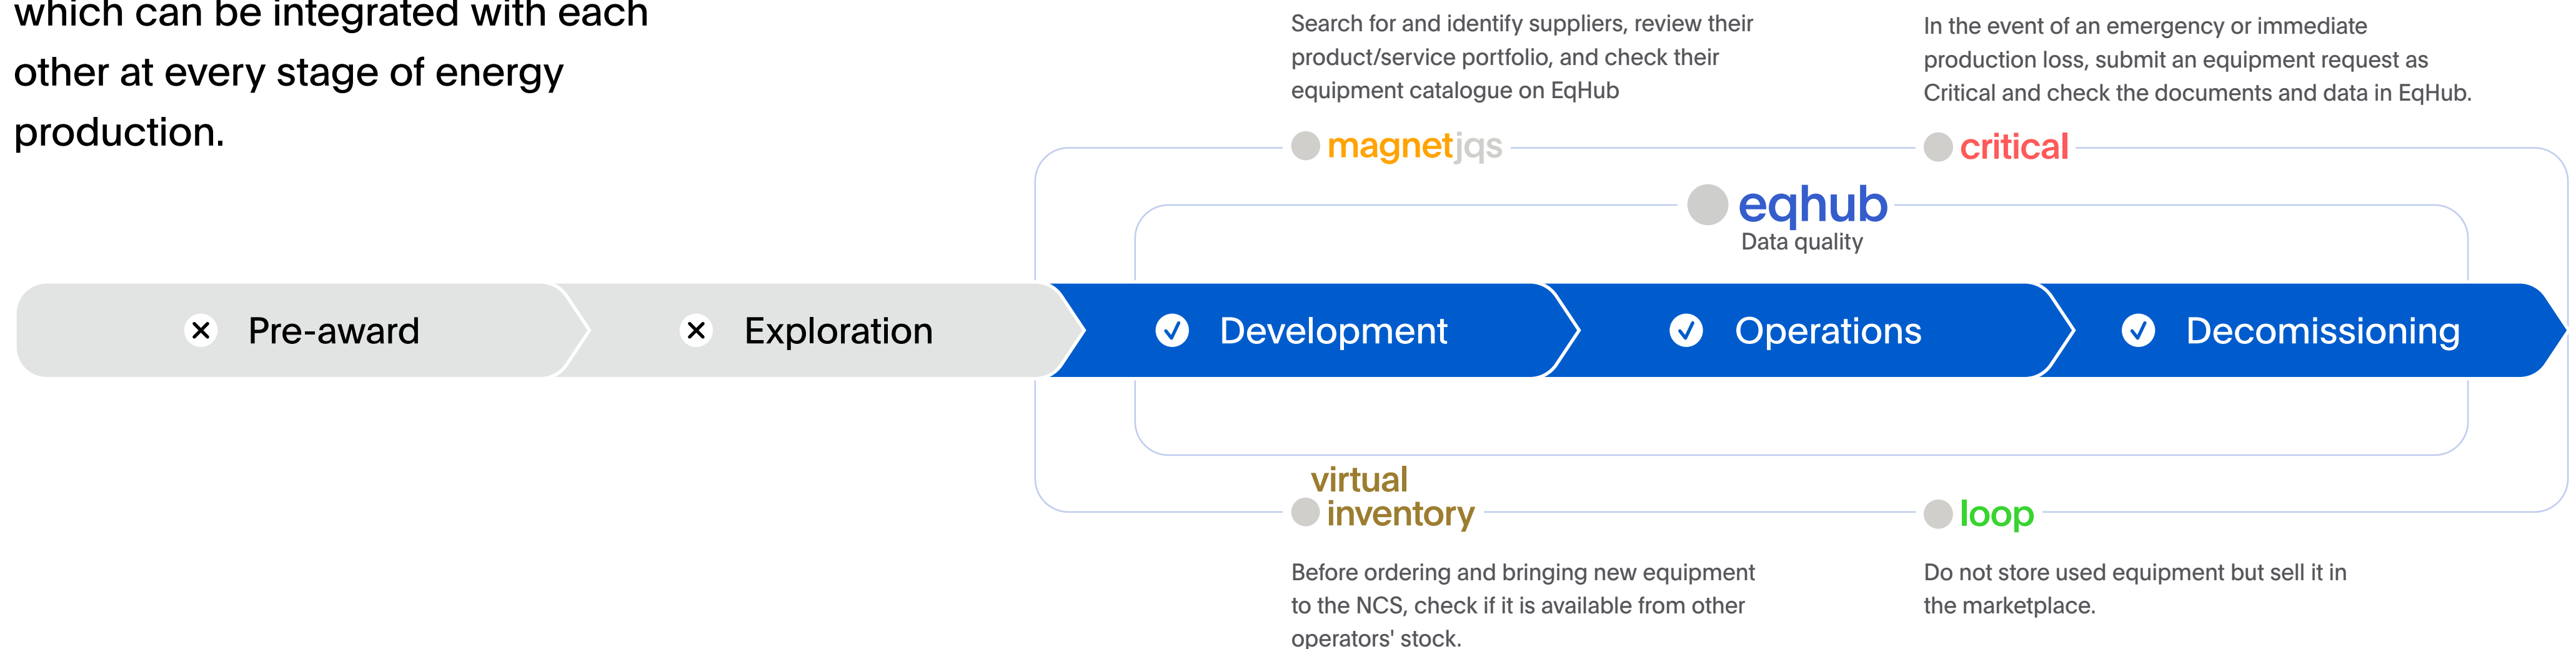 which can be integrated with each
other at every stage of energy
production.
Search for and identify suppliers, review their
product/service portfolio, and check their
equipment catalogue on EqHub
In the event of an emergency or immediate
production loss, submit an equipment request as
Critical and check the documents and data in EqHub.
magnetjqs
critical
eqhub
Data quality
Pre-award
Exploration
Development
Operations
Decomissioning
virtual
inventory
loop
Before ordering and bringing new equipment
to the NCS, check if it is available from other
operators' stock.
Do not store used equipment but sell it in
the marketplace.